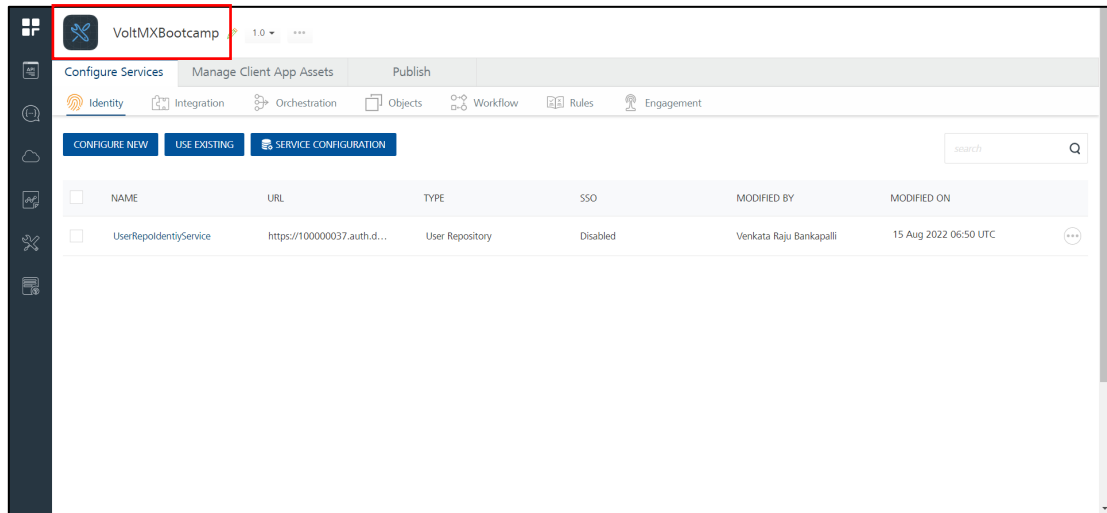 VoltMXBootcamp 1.0
Configure Services Manage Client App Assets Publish
Identity Integration Orchestration Objects Workflow Rules Engagement
CONFIGURE NEW USE EXISTING SERVICE CONFIGURATION search
NAME URL TYPE SSO MODIFIED BY MODIFIED ON
UserRepoIdentiyService https://100000037.auth.d... User Repository Disabled Venkata Raju Bankapalli 15 Aug 2022 06:50 UTC